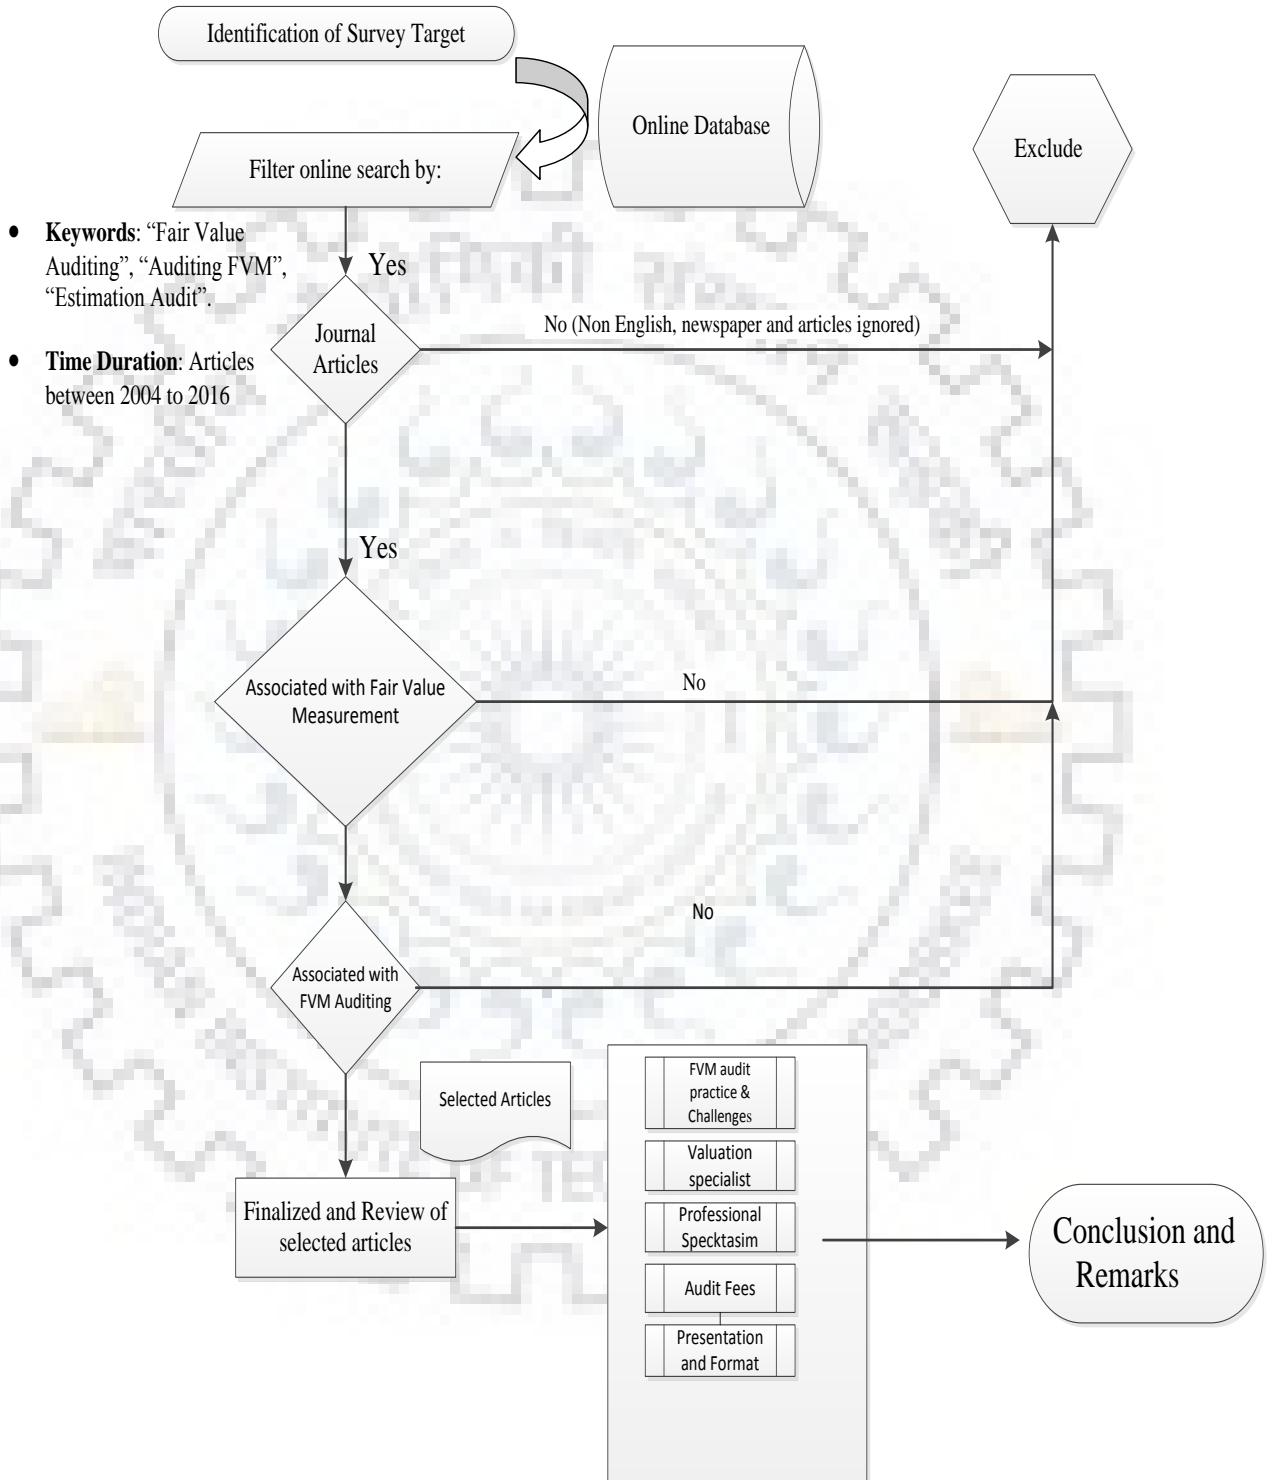 Identification of Survey Target
Online Database
Exclude
Filter online search by:
• Keywords: “Fair Value
Auditing”, “Auditing FVM”,
“Estimation Audit”.
• Time Duration: Articles
between 2004 to 2016
Yes
Journal
Articles
No (Non English, newspaper and articles ignored)
Yes
Associated with Fair Value
Measurement
No
Associated with
FVM Auditing
No
Selected Articles
Finalized and Review of
selected articles
FVM audit
practice &
Challenges
Valuation
specialist
Professional
Specktasim
Audit Fees
Presentation
and Format
Conclusion and
Remarks